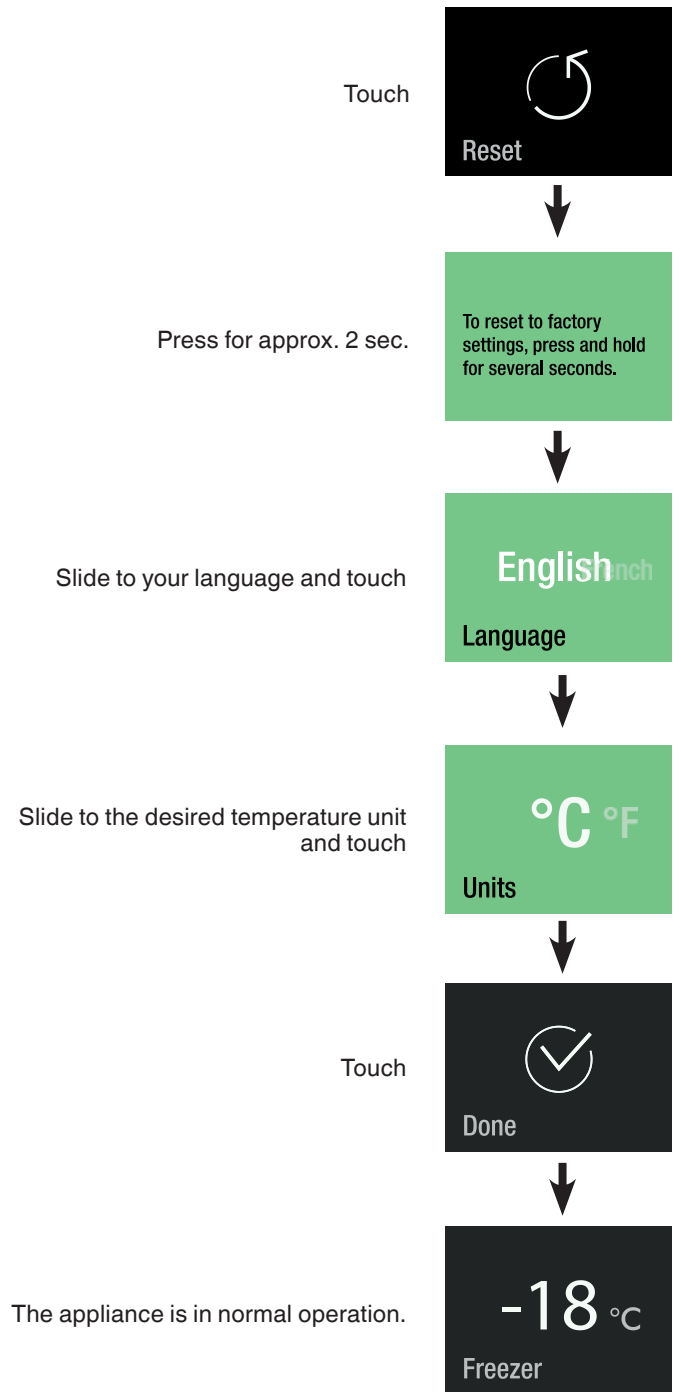 Touch
Reset
Press for approx. 2 sec.
To reset to factory
settings, press and hold
for several seconds.
Slide to your language and touch
English French
Language
Slide to the desired temperature unit
and touch
°C °F
Units
Touch
Done
The appliance is in normal operation.
-18 °C
Freezer